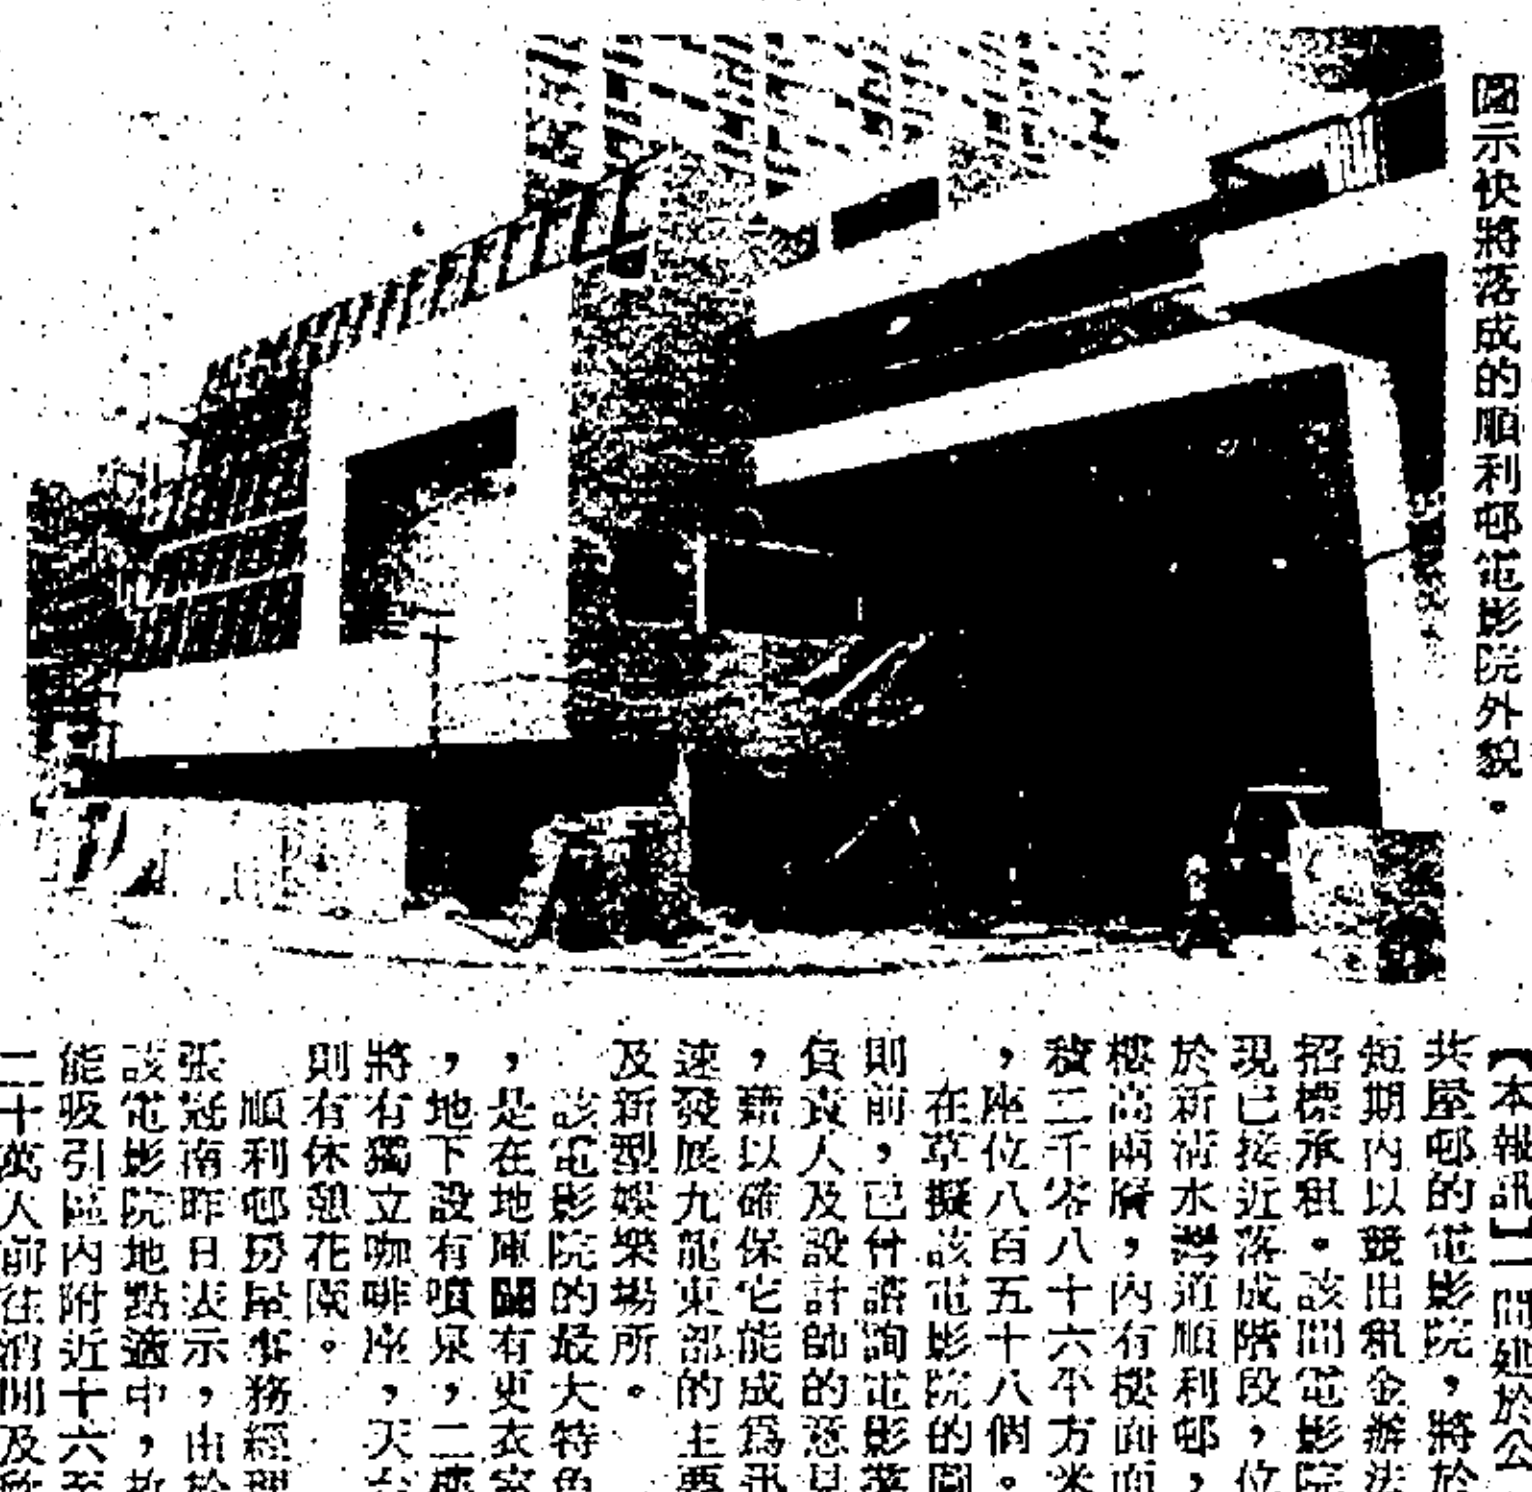 圖示快將落成的順利邨電影院外貌。
【本報訊】一間建於公
共屋邨的電影院，將於
短期內以競出租金辦法
招標承租。該間電影院
現已接近落成階段，位
於新清水灣道順利邨，
樓高兩層，內有樓面面
積二千零八十六平方米
，座位八百五十八個。
在草擬該電影院的圖
則前，已付諮詢電影業
負責人及設計師的意見
，藉以確保它能成爲迅
速發展九龍東部的主要
及新型娛樂場所。
該電影院的最大特色
，是在地庫闢有更衣室
，地下設有噴泉，二樓
將有獨立咖啡座，天台
則有休憩花園。
順利邨房屋事務經理
張冠南昨日表示，由於
該電影院地點適中，故
能吸引區內附近十六至
二十萬人前往消閒及欣